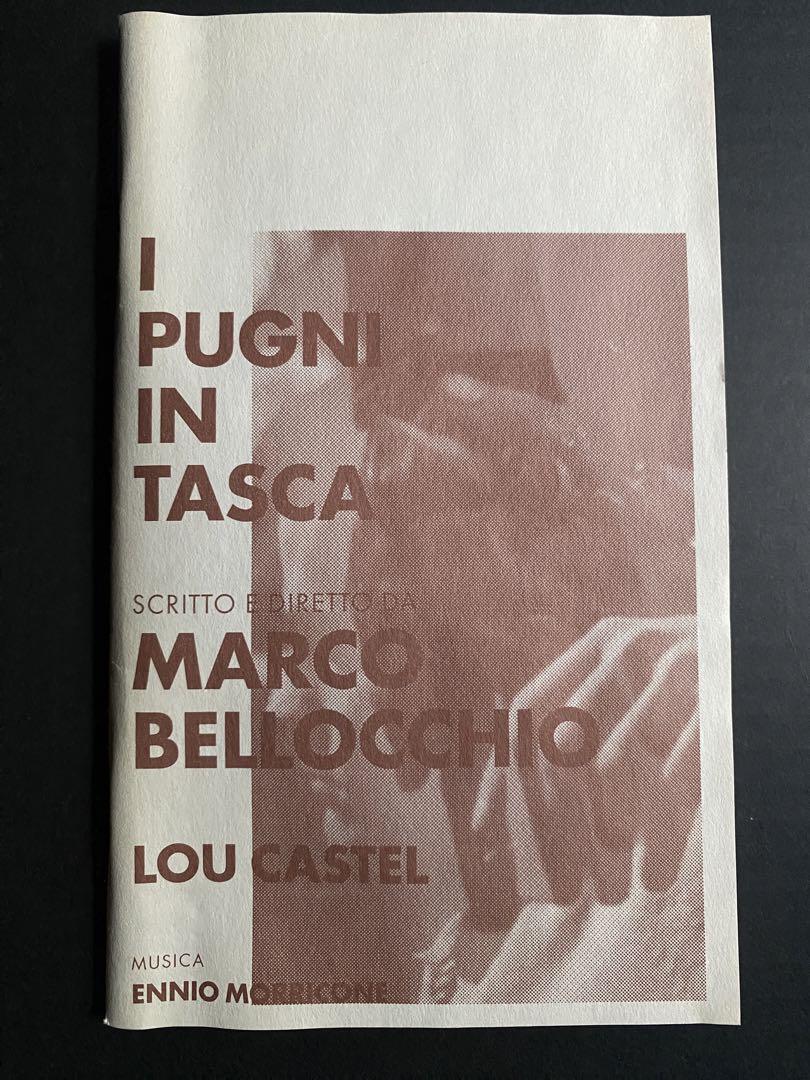 I
PUGNI
IN
TASCA
SCRITTO E DIRETTO DA
MARCO
BELLOCCHIO
LOU CASTEL
MUSICA
ENNIO MORRICONE